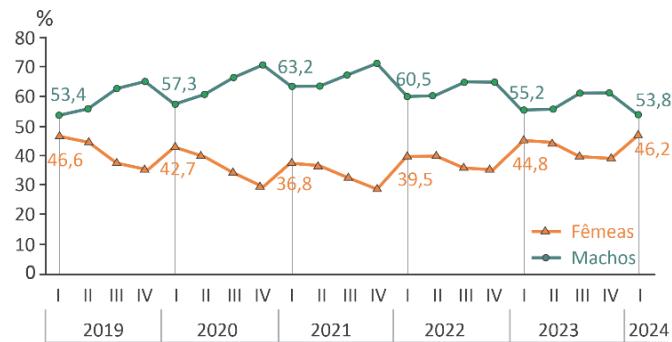 %
80
70
60
50
40
30
20
10
0
53,4 57,3 63,2 60,5 55,2 53,8
46,6 42,7 36,8 39,5 44,8 46,2
Fêmeas
Machos
I II III IV I II III IV I II III IV I II III IV I II III IV I
2019 2020 2021 2022 2023 2024